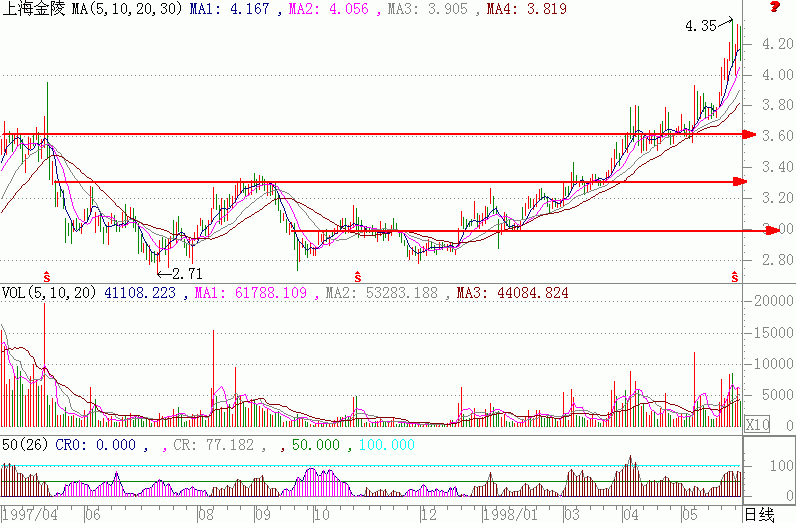 上海金陵 MA(5,10,20,30) MA1: 4.167 , MA2: 4.056 , MA3: 3.905 , MA4: 3.819 ?
4.35
4.20
4.00
3.80
3.60
3.40
3.20
3.00
2.80
2.71
ŝ ŝ ŝ
VOL(5,10,20) 41108.223 , MA1: 61788.109 , MA2: 53283.188 , MA3: 44084.824
20000
15000
10000
5000
0
X10
50(26) CR0: 0.000 , , CR: 77.182 , , 50.000 , 100.000
100
0
1997/04 06 08 09 10 12 1998/01 03 04 05 日线